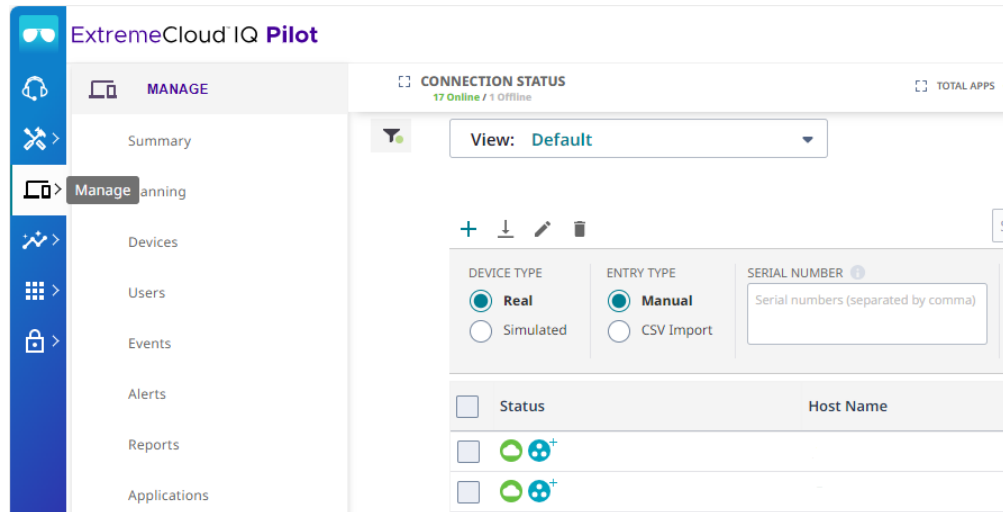 ExtremeCloud™ IQ Pilot
MANAGE
Summary
Manage
anning
Devices
Users
Events
Alerts
Reports
Applications
CONNECTION STATUS
17 Online / 1 Offline
TOTAL APPS
View: Default
DEVICE TYPE
Real
Simulated
ENTRY TYPE
Manual
CSV Import
SERIAL NUMBER
Serial numbers (separated by comma)
Status Host Name